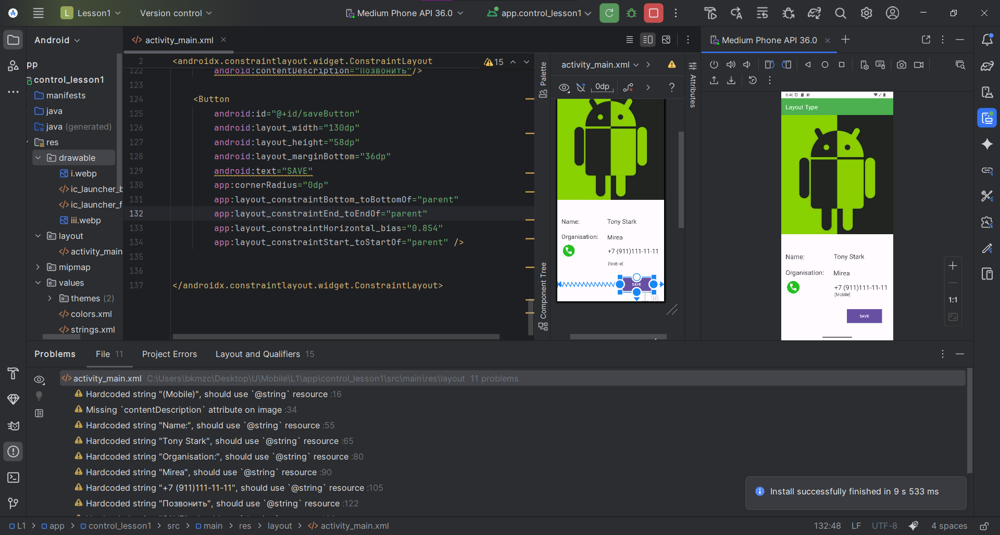 L Lesson1 Version control Medium Phone API 36.0 app.control_lesson1
Android
activity_main.xml
Medium Phone API 36.0
pp
control_lesson1
manifests
java
java (generated)
res
drawable
i.webp
ic_launcher_b
ic_launcher_f
iii.webp
layout
activity_main
mipmap
values
themes (2)
colors.xml
strings.xml
2 <androidx.constraintlayout.widget.ConstraintLayout 15
122 android:contentDescription="Позвонить"/>
123
124 <Button
125 android:id="@+id/saveButton"
126 android:layout_width="130dp"
127 android:layout_height="58dp"
128 android:layout_marginBottom="36dp"
129 android:text="SAVE"
130 app:cornerRadius="0dp"
131 app:layout_constraintBottom_toBottomOf="parent"
132 app:layout_constraintEnd_toEndOf="parent"
133 app:layout_constraintHorizontal_bias="0.854"
134 app:layout_constraintStart_toStartOf="parent" />
135
136
137 </androidx.constraintlayout.widget.ConstraintLayout>
Palette
Component Tree
activity_main.xml
0dp
?
Name: Tony Stark
Organisation: Mirea
+7 (911)111-11-11
(Mobile)
SAVE
36
Attributes
8:46
Layout Type
Name: Tony Stark
Organisation: Mirea
+7 (911)111-11-11
(Mobile)
SAVE
1:1
Problems File 11 Project Errors Layout and Qualifiers 15
activity_main.xml C:\Users\bkmzc\Desktop\U\Mobile\L1\app\control_lesson1\src\main\res\layout 11 problems
Hardcoded string "(Mobile)", should use `@string` resource :16
Missing `contentDescription` attribute on image :34
Hardcoded string "Name:", should use `@string` resource :55
Hardcoded string "Tony Stark", should use `@string` resource :65
Hardcoded string "Organisation:", should use `@string` resource :80
Hardcoded string "Mirea", should use `@string` resource :90
Hardcoded string "+7 (911)111-11-11", should use `@string` resource :105
Hardcoded string "Позвонить", should use `@string` resource :122
Install successfully finished in 9 s 533 ms
L1 > app > control_lesson1 > src > main > res > layout > activity_main.xml
132:48 LF UTF-8 4 spaces